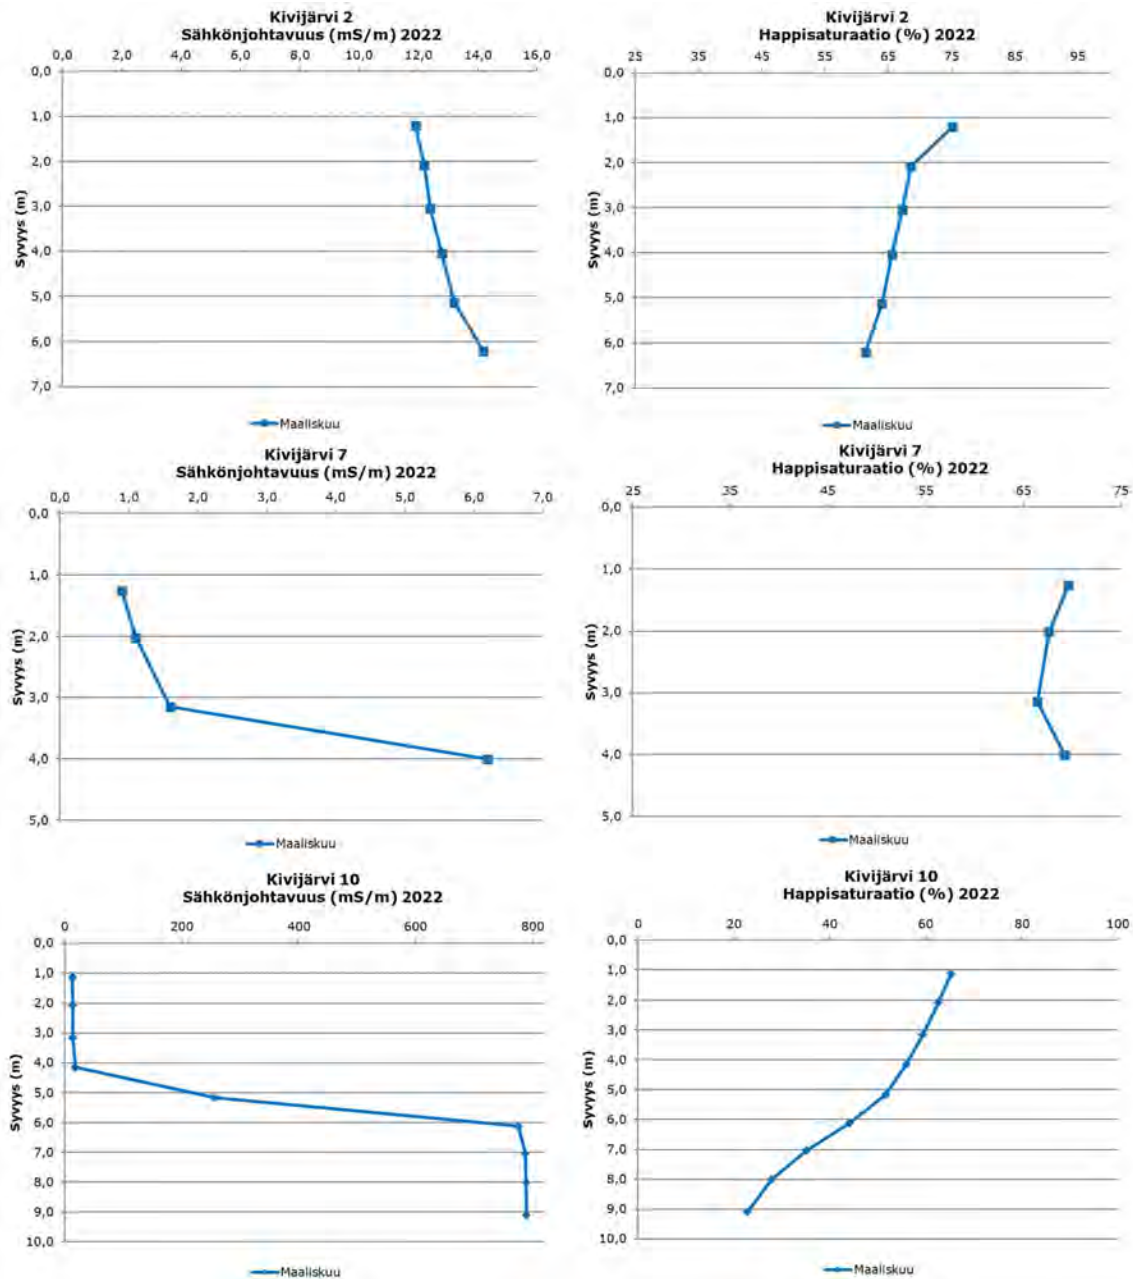 Kivijärvi 2
Sähkönjohtavuus (mS/m) 2022
0,0 2,0 4,0 6,0 8,0 10,0 12,0 14,0 16,0
0,0
1,0
2,0
3,0
4,0
5,0
6,0
7,0
Syvyys (m)
Maaliskuu
Kivijärvi 2
Happisaturaatio (%) 2022
25 35 45 55 65 75 85 95
0,0
1,0
2,0
3,0
4,0
5,0
6,0
7,0
Syvyys (m)
Maaliskuu
Kivijärvi 7
Sähkönjohtavuus (mS/m) 2022
0,0 1,0 2,0 3,0 4,0 5,0 6,0 7,0
0,0
1,0
2,0
3,0
4,0
5,0
Syvyys (m)
Maaliskuu
Kivijärvi 7
Happisaturaatio (%) 2022
25 35 45 55 65 75
0,0
1,0
2,0
3,0
4,0
5,0
Syvyys (m)
Maaliskuu
Kivijärvi 10
Sähkönjohtavuus (mS/m) 2022
0 200 400 600 800
0,0
1,0
2,0
3,0
4,0
5,0
6,0
7,0
8,0
9,0
10,0
Syvyys (m)
Maaliskuu
Kivijärvi 10
Happisaturaatio (%) 2022
0 20 40 60 80 100
0,0
1,0
2,0
3,0
4,0
5,0
6,0
7,0
8,0
9,0
10,0
Syvyys (m)
Maaliskuu